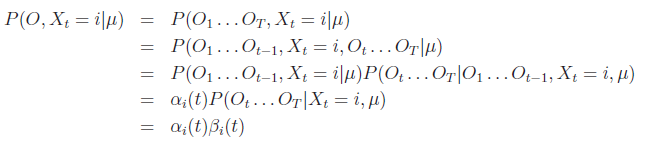 P(O, X_t = i|μ) = P(O_1 … O_T, X_t = i|μ)
= P(O_1 … O_{t−1}, X_t = i, O_t … O_T|μ)
= P(O_1 … O_{t−1}, X_t = i|μ)P(O_t … O_T|O_1 … O_{t−1}, X_t = i, μ)
= α_i(t)P(O_t … O_T|X_t = i, μ)
= α_i(t)β_i(t)